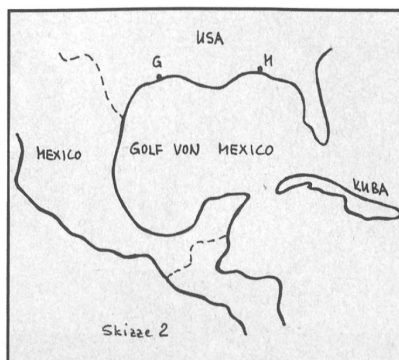 USA
G
H
MEXICO
GOLF VON MEXICO
KUBA
Skizze 2